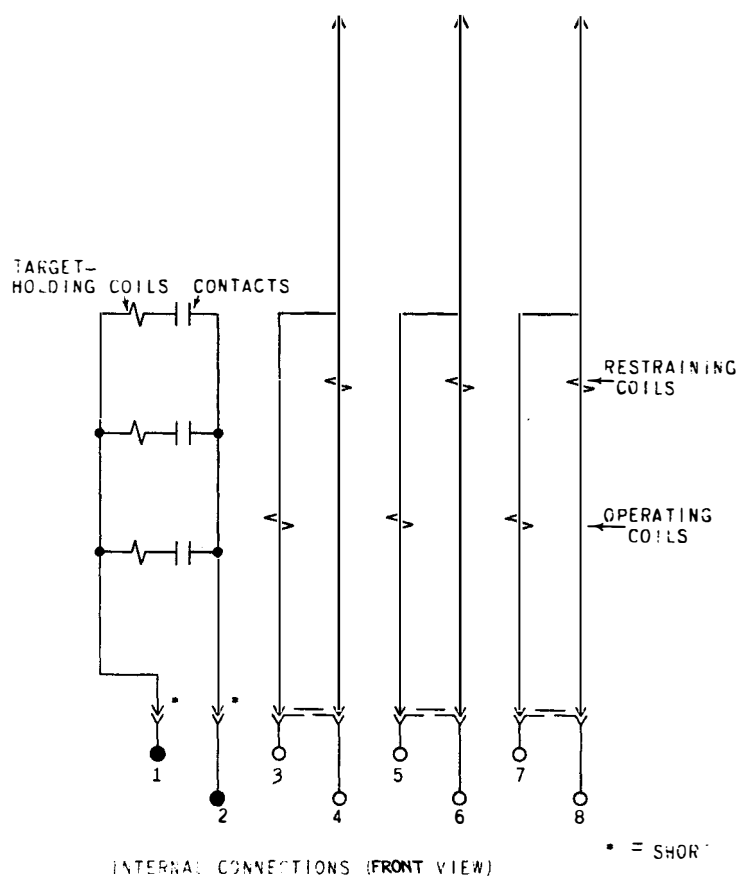 TARGET-
HOLDING COILS
CONTACTS
RESTRAINING
COILS
OPERATING
COILS
*
*
1
2
3
4
5
6
7
8
INTERNAL CONNECTIONS (FRONT VIEW)
* = SHOR